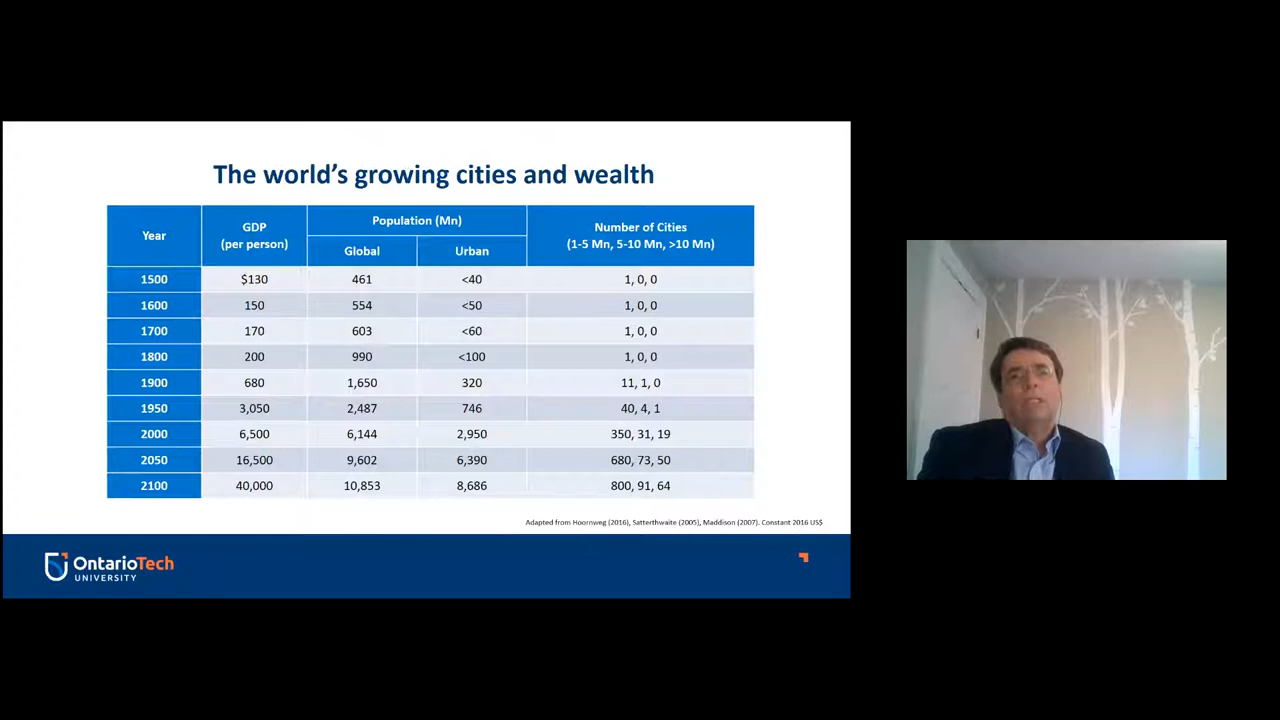 The world's growing cities and wealth
Year
GDP
(per person)
Population (Mn)
Global
Urban
Number of Cities
(1-5 Mn, 5-10 Mn, >10 Mn)
1500 $130 461 <40 1, 0, 0
1600 150 554 <50 1, 0, 0
1700 170 603 <60 1, 0, 0
1800 200 990 <100 1, 0, 0
1900 680 1,650 320 11, 1, 0
1950 3,050 2,487 746 40, 4, 1
2000 6,500 6,144 2,950 350, 31, 19
2050 16,500 9,602 6,390 680, 73, 50
2100 40,000 10,853 8,686 800, 91, 64
Adapted from Hoornweg (2016), Satterthwaite (2005), Maddison (2007). Constant 2016 US$
OntarioTech
UNIVERSITY